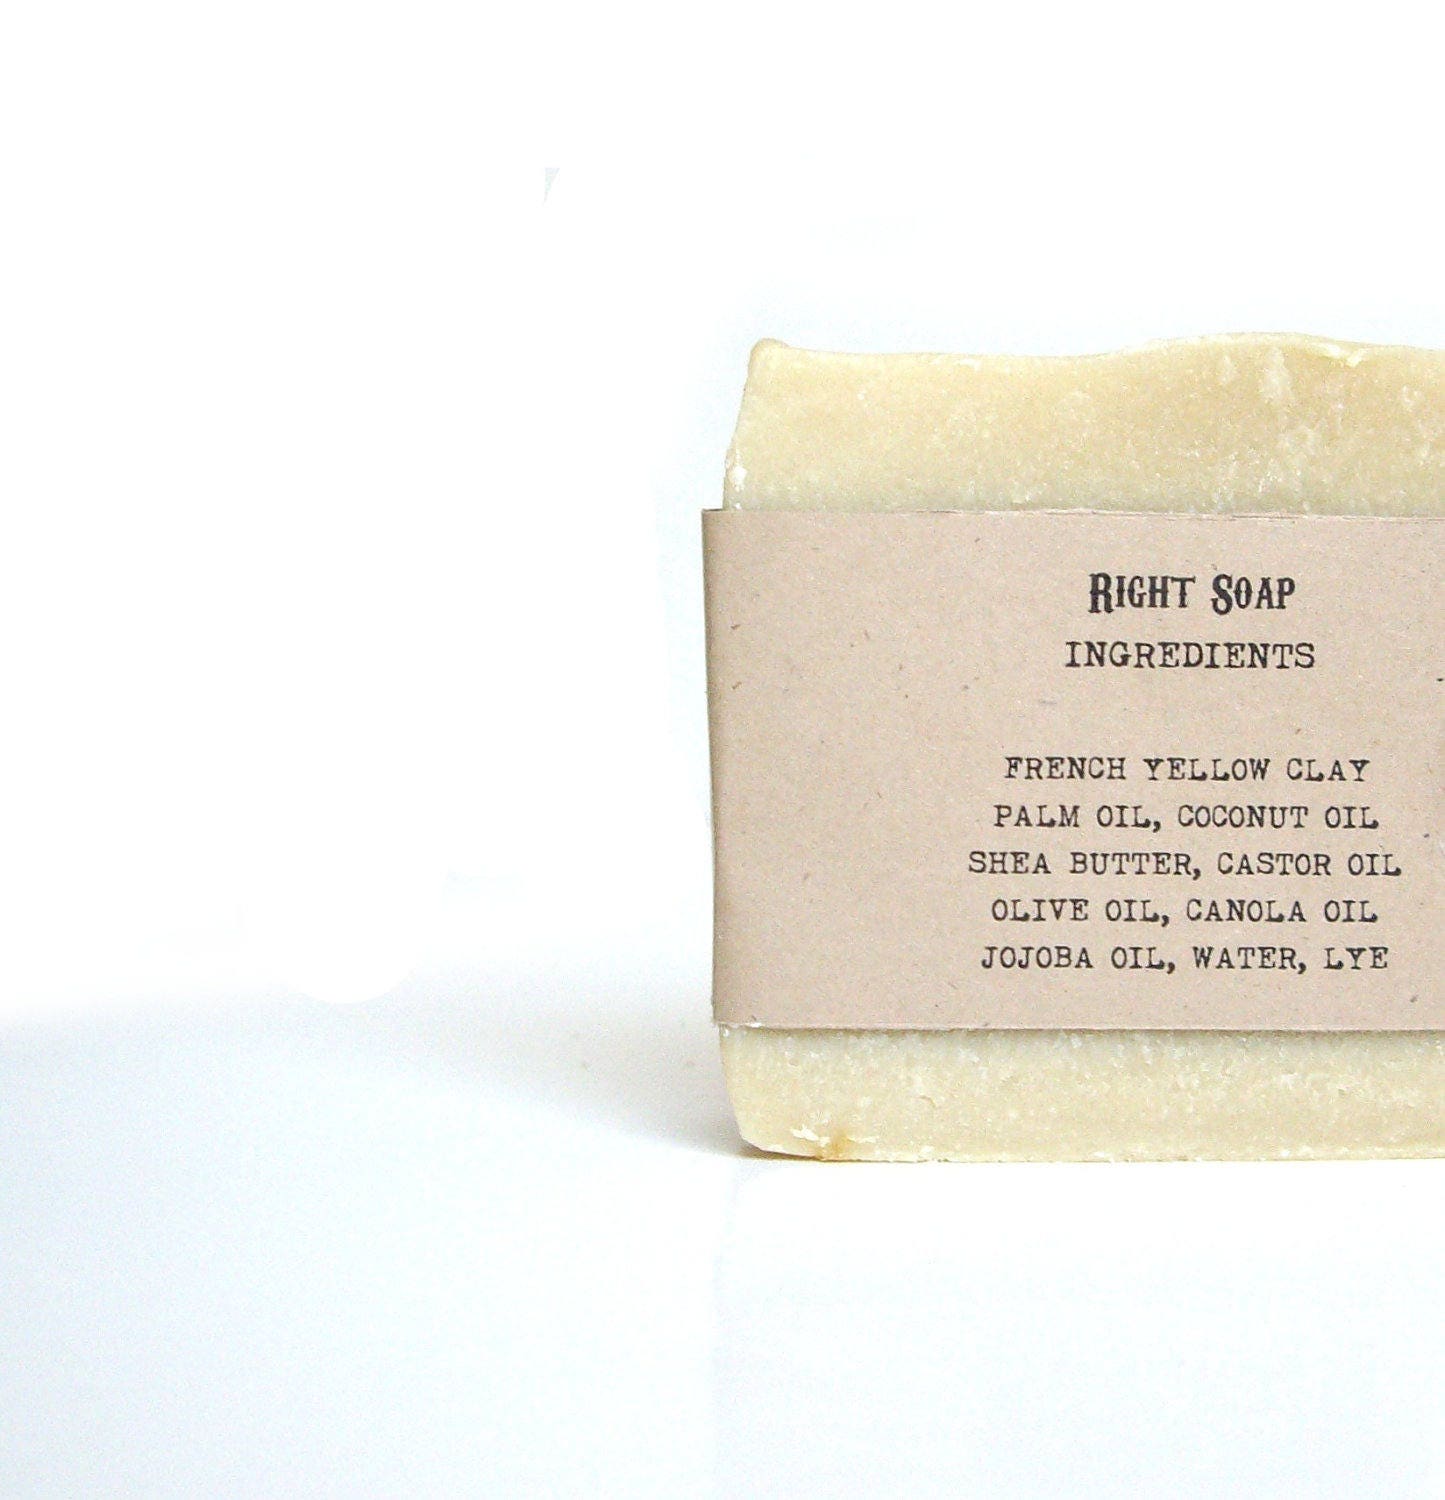 Right Soap
INGREDIENTS
FRENCH YELLOW CLAY
PALM OIL, COCONUT OIL
SHEA BUTTER, CASTOR OIL
OLIVE OIL, CANOLA OIL
JOJOBA OIL, WATER, LYE